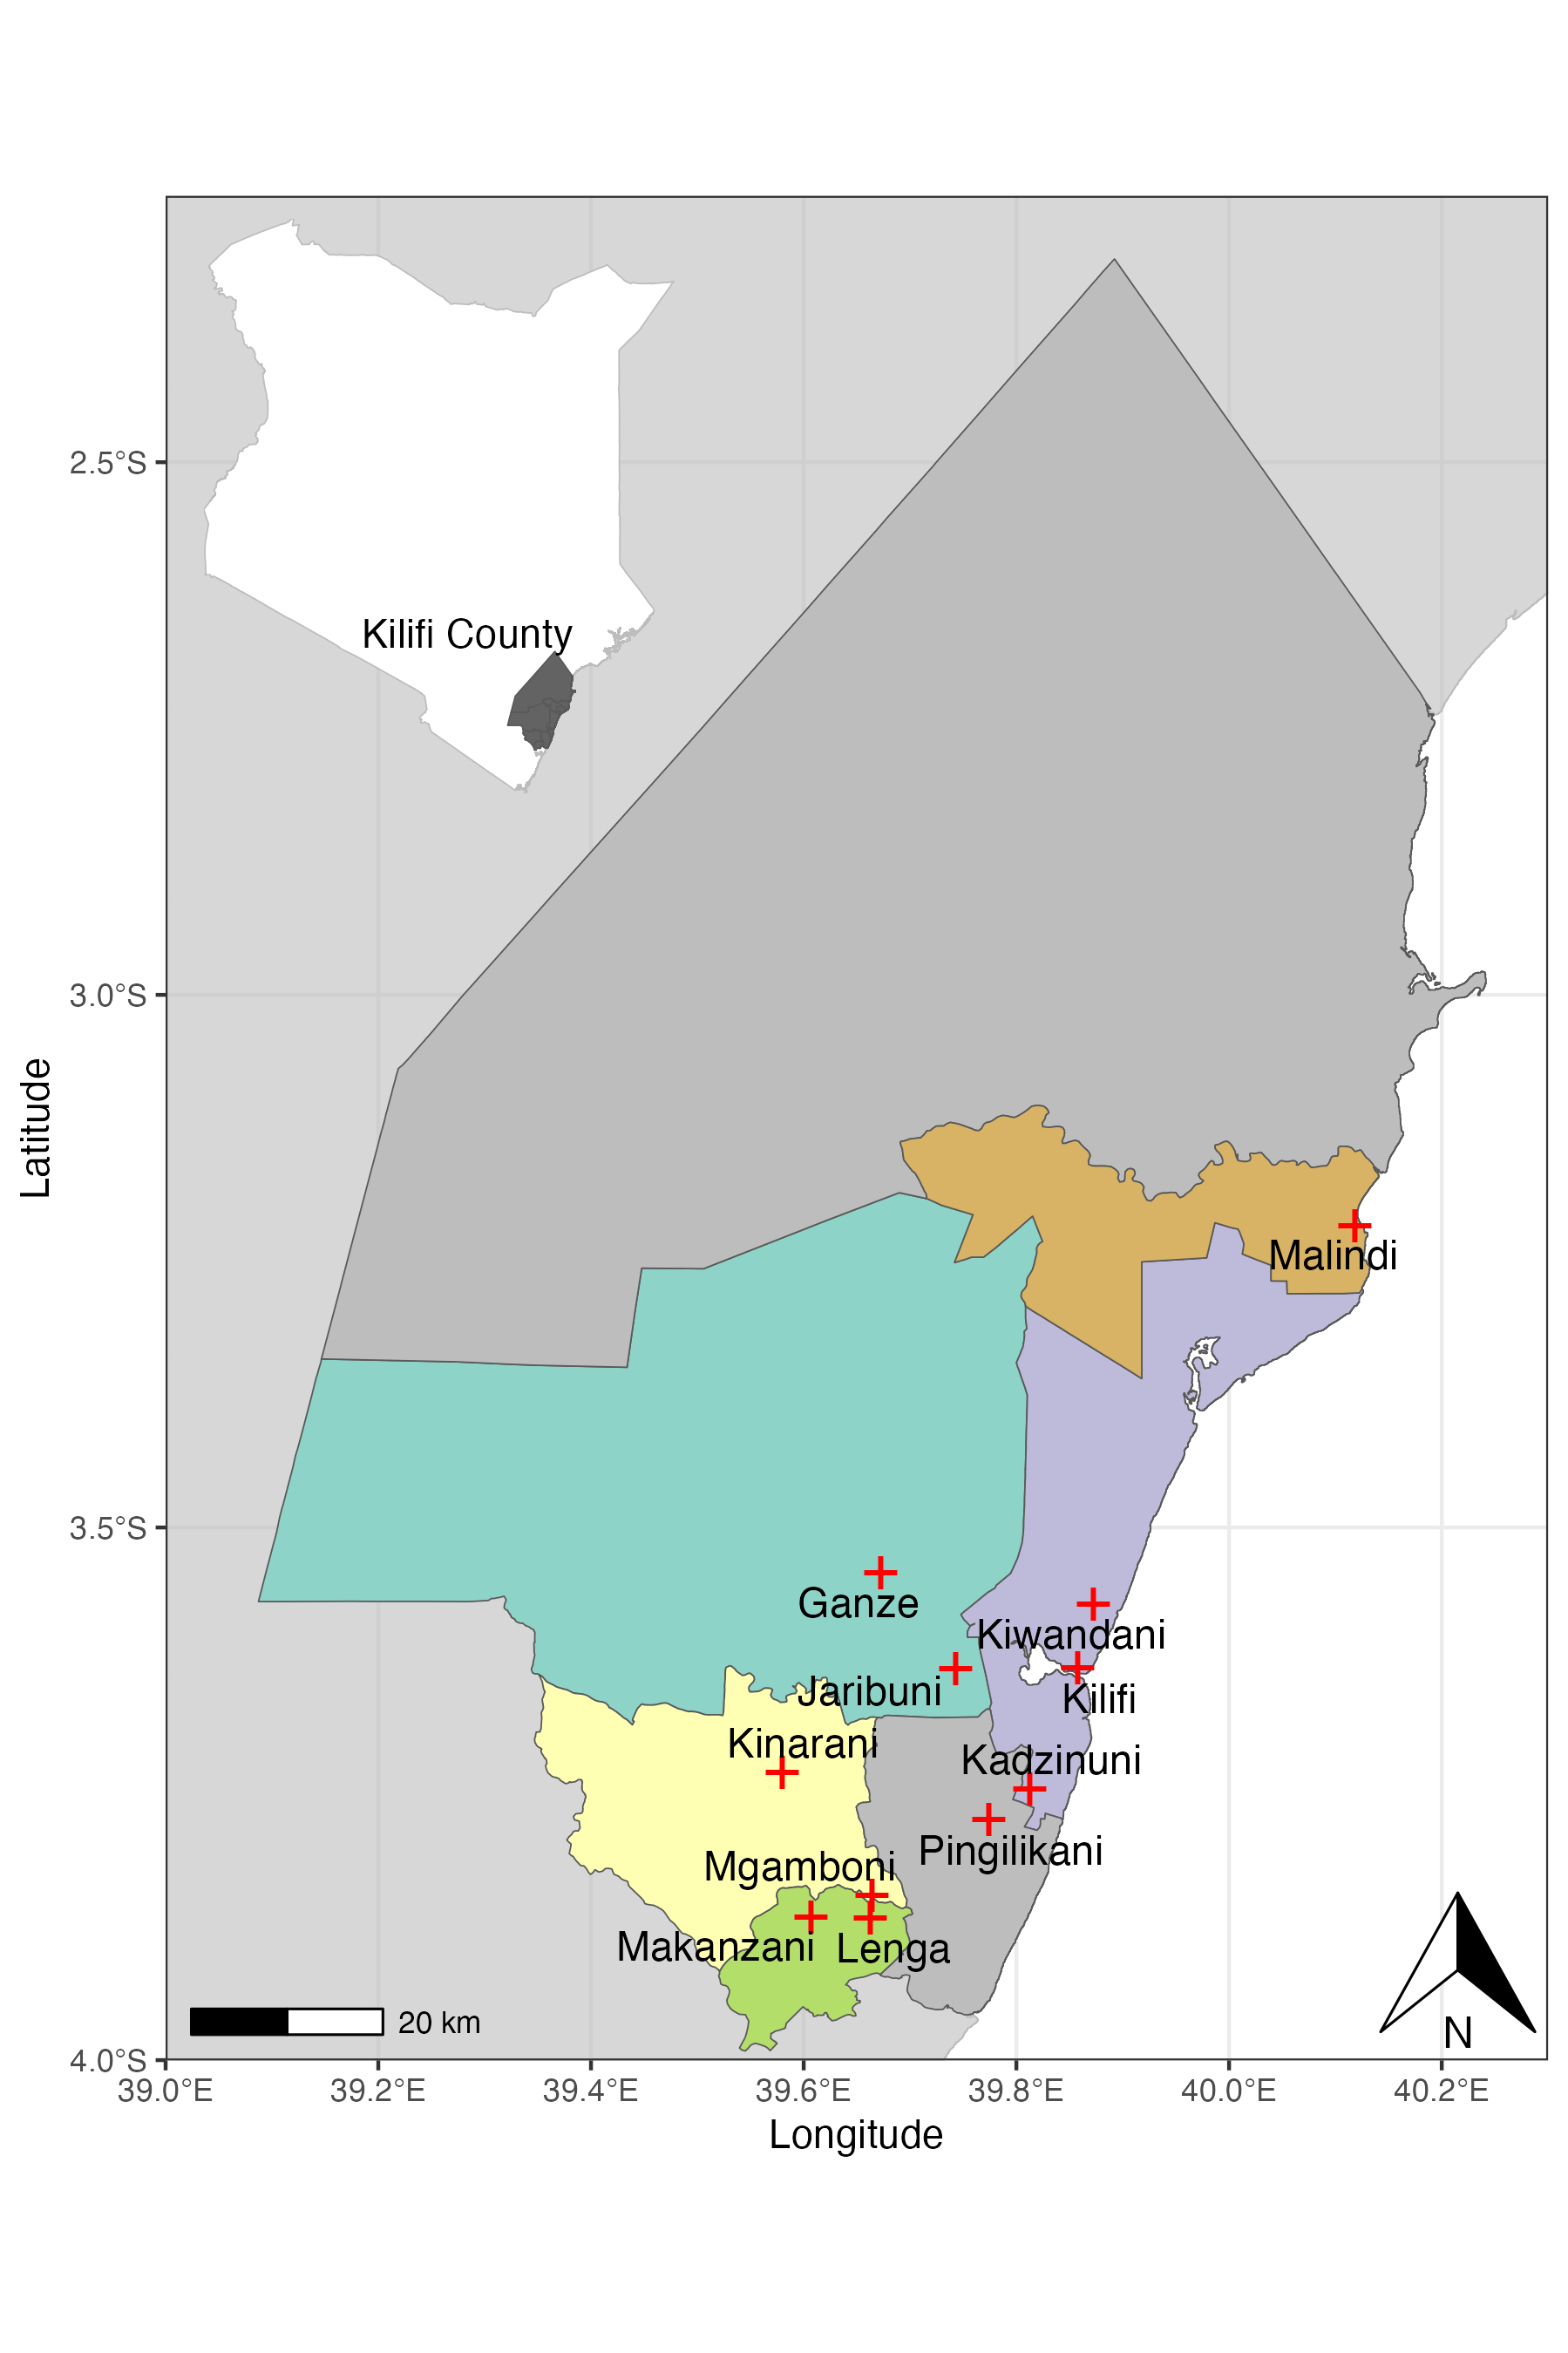 Kilifi County
2.5°S
3.0°S
3.5°S
4.0°S
Latitude
Malindi
Ganze
Kiwandani
Jaribuni
Kilifi
Kinarani
Kadzinuni
Pingilikani
Mgamboni
Makanzani
Lenga
20 km
N
39.0°E
39.2°E
39.4°E
39.6°E
39.8°E
40.0°E
40.2°E
Longitude